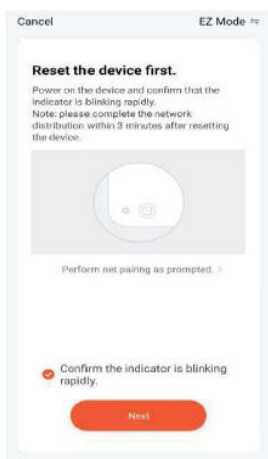 Cancel EZ Mode
Reset the device first.
Power on the device and confirm that the
indicator is blinking rapidly.
Note: please complete the network
distribution within 3 minutes after resetting
the device.
Perform net pairing as prompted. >
Confirm the indicator is blinking
rapidly.
Next